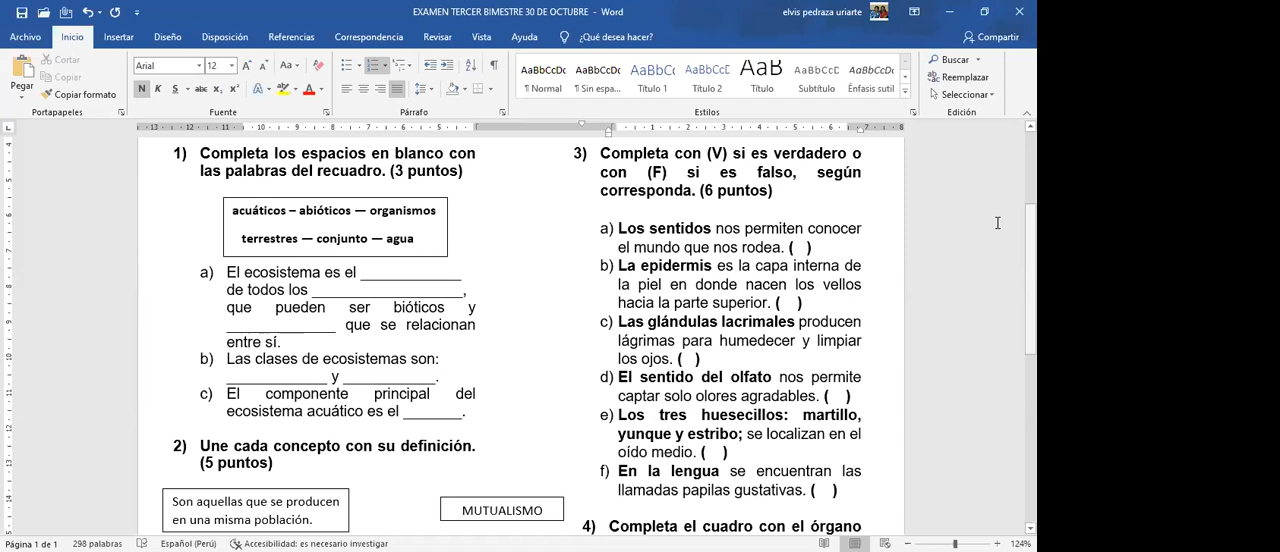 EXAMEN TERCER BIMESTRE 30 DE OCTUBRE - Word
elvis pedraza uriarte
Archivo Inicio Insertar Diseño Disposición Referencias Correspondencia Revisar Vista Ayuda ¿Qué desea hacer? Compartir
Pegar
Cortar
Copiar
Copiar formato
Portapapeles
Arial 12
N K S abc x₂ x²
Fuente
Párrafo
AaBbCcDc AaBbCcDc AaBbCc AaBbCcD AaB AaBbCcD AaBbCcDc
¶ Normal ¶ Sin espa... Título 1 Título 2 Título Subtítulo Énfasis sutil
Estilos
Buscar
Reemplazar
Seleccionar
Edición
1) Completa los espacios en blanco con
las palabras del recuadro. (3 puntos)
acuáticos – abióticos — organismos
terrestres — conjunto — agua
a) El ecosistema es el ____________
de todos los __________________,
que pueden ser bióticos y
_____________ que se relacionan
entre sí.
b) Las clases de ecosistemas son:
____________ y ___________.
c) El componente principal del
ecosistema acuático es el _______.
2) Une cada concepto con su definición.
(5 puntos)
Son aquellas que se producen
en una misma población.
MUTUALISMO
3) Completa con (V) si es verdadero o
con (F) si es falso, según
corresponda. (6 puntos)
a) Los sentidos nos permiten conocer
el mundo que nos rodea. ( )
b) La epidermis es la capa interna de
la piel en donde nacen los vellos
hacia la parte superior. ( )
c) Las glándulas lacrimales producen
lágrimas para humedecer y limpiar
los ojos. ( )
d) El sentido del olfato nos permite
captar solo olores agradables. ( )
e) Los tres huesecillos: martillo,
yunque y estribo; se localizan en el
oído medio. ( )
f) En la lengua se encuentran las
llamadas papilas gustativas. ( )
4) Completa el cuadro con el órgano
Página 1 de 1 298 palabras Español (Perú) Accesibilidad: es necesario investigar 124%